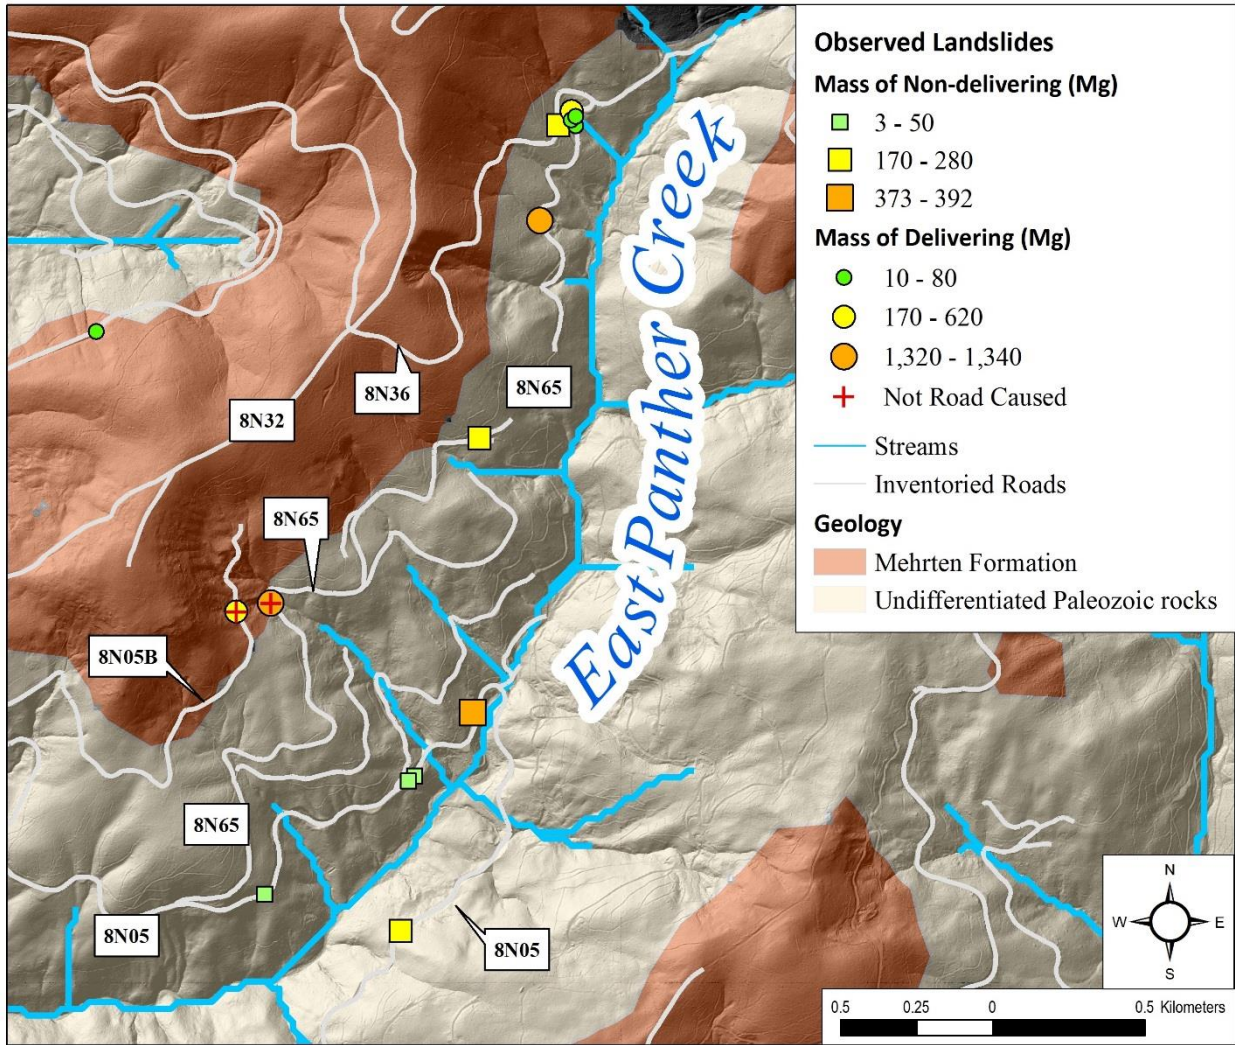 Observed Landslides
Mass of Non-delivering (Mg)
3 - 50
170 - 280
373 - 392
Mass of Delivering (Mg)
10 - 80
170 - 620
1,320 - 1,340
Not Road Caused
Streams
Inventoried Roads
Geology
Mehrten Formation
Undifferentiated Paleozoic rocks
East Panther Creek
8N36
8N65
8N32
8N65
8N05B
8N65
8N05
8N05
N
W E
S
0.5 0.25 0 0.5 Kilometers